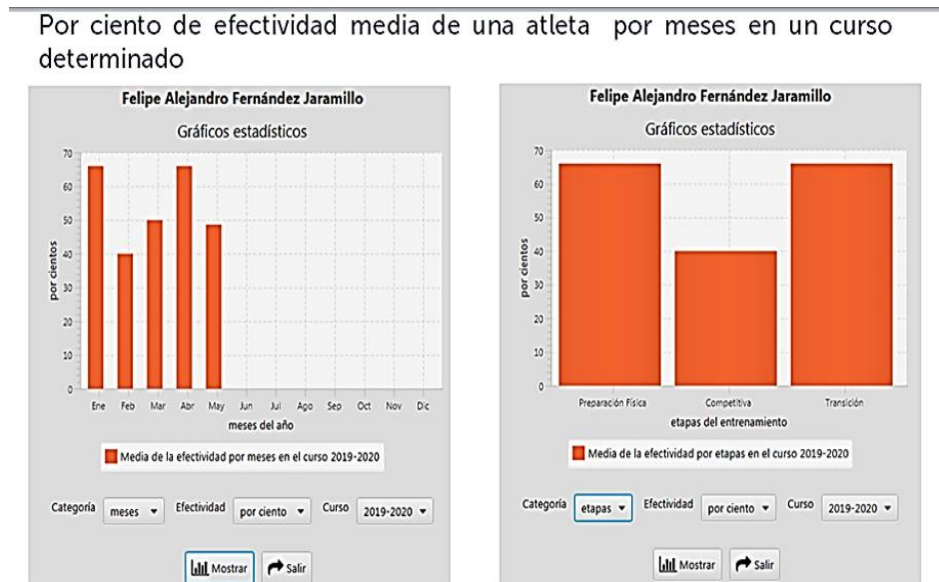 Por ciento de efectividad media de una atleta por meses en un curso
determinado
Felipe Alejandro Fernández Jaramillo
Gráficos estadísticos
70
60
50
40
30
20
10
0
por cientos
Ene Feb Mar Abr May Jun Jul Ago Sep Oct Nov Dic
meses del año
Media de la efectividad por meses en el curso 2019-2020
Categoría meses Efectividad por ciento Curso 2019-2020
Mostrar Salir
Felipe Alejandro Fernández Jaramillo
Gráficos estadísticos
70
60
50
40
30
20
10
0
por cientos
Preparación Física Competitiva Transición
etapas del entrenamiento
Media de la efectividad por etapas en el curso 2019-2020
Categoría etapas Efectividad por ciento Curso 2019-2020
Mostrar Salir